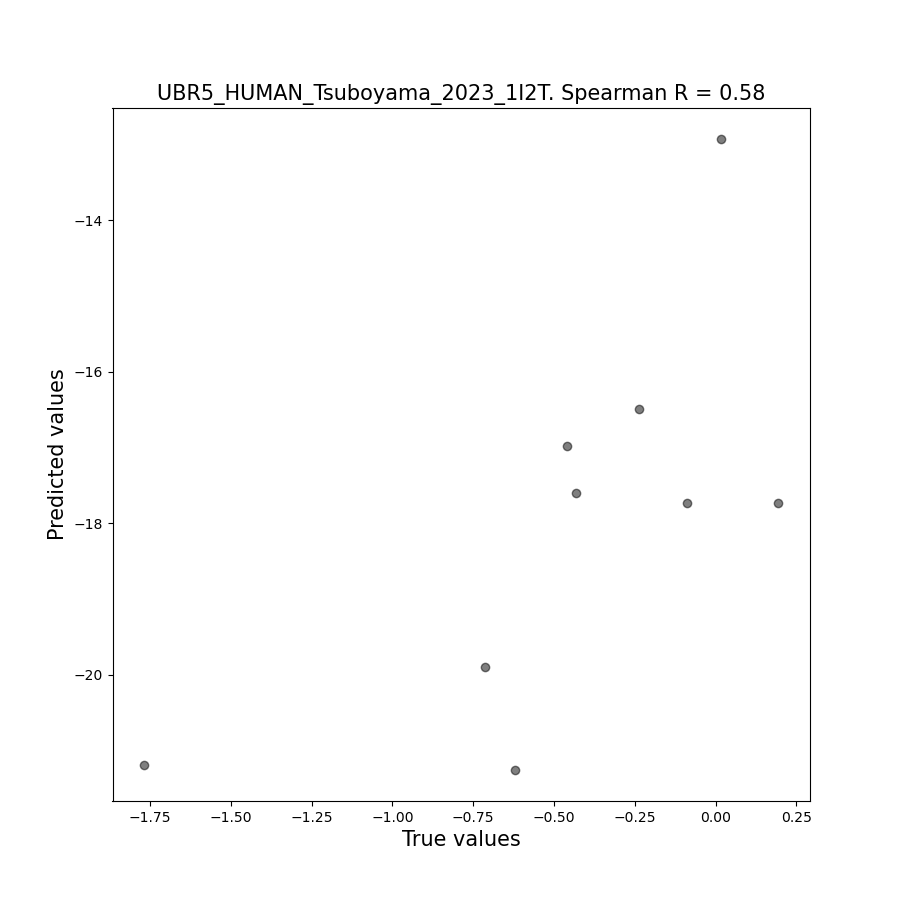 UBR5_HUMAN_Tsuboyama_2023_1I2T. Spearman R = 0.58
Predicted values
−14
−16
−18
−20
−1.75 −1.50 −1.25 −1.00 −0.75 −0.50 −0.25 0.00 0.25
True values